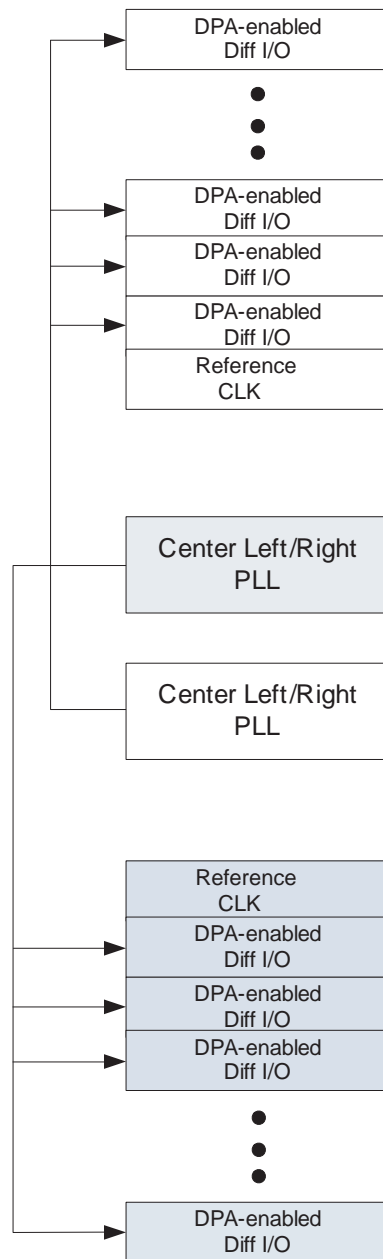 DPA-enabled
Diff I/O
DPA-enabled
Diff I/O
DPA-enabled
Diff I/O
DPA-enabled
Diff I/O
Reference
CLK
Center Left/Right
PLL
Center Left/Right
PLL
Reference
CLK
DPA-enabled
Diff I/O
DPA-enabled
Diff I/O
DPA-enabled
Diff I/O
DPA-enabled
Diff I/O